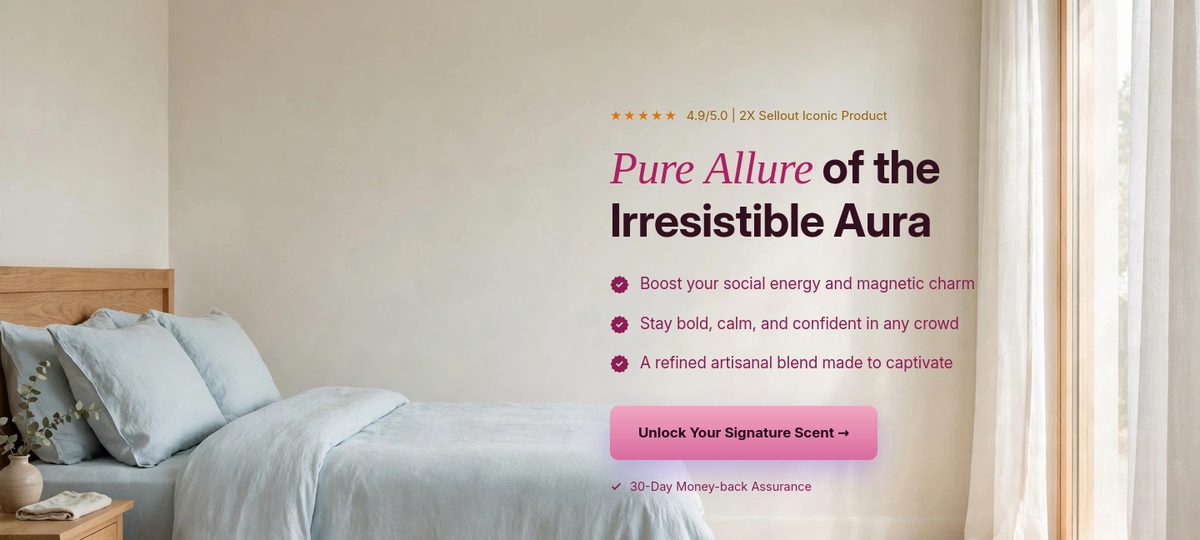 ★★★★★ 4.9/5.0 | 2X Sellout Iconic Product
Pure Allure of the
Irresistible Aura
Boost your social energy and magnetic charm
Stay bold, calm, and confident in any crowd
A refined artisanal blend made to captivate
Unlock Your Signature Scent →
30-Day Money-back Assurance